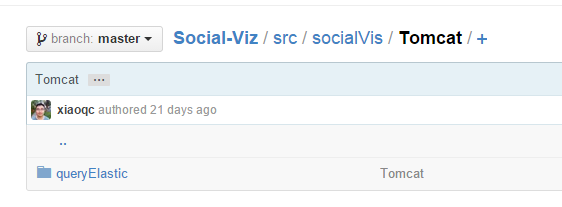 branch: master Social-Viz / src / socialVis / Tomcat / +
Tomcat ...
xiaoqc authored 21 days ago
..
queryElastic Tomcat